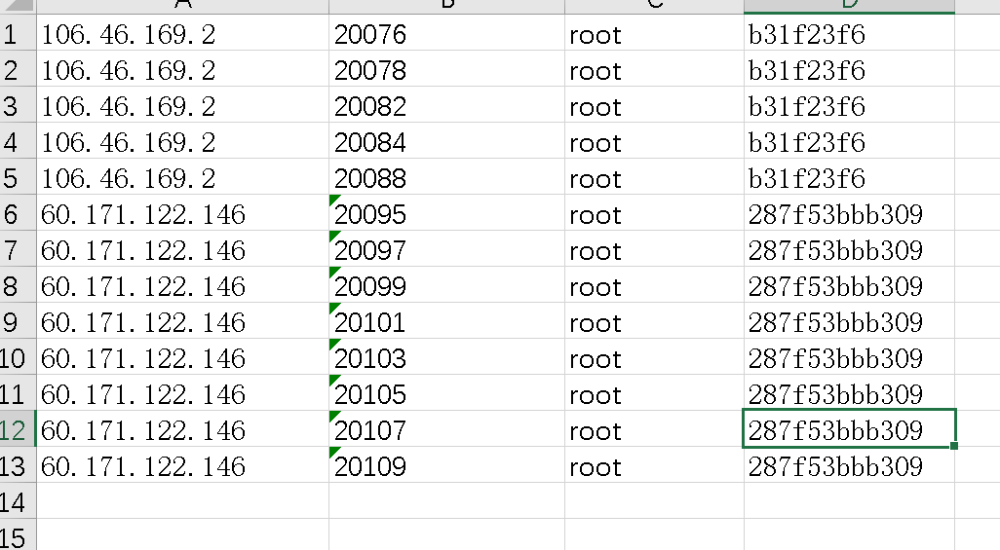 A B C D
1 106.46.169.2 20076 root b31f23f6
2 106.46.169.2 20078 root b31f23f6
3 106.46.169.2 20082 root b31f23f6
4 106.46.169.2 20084 root b31f23f6
5 106.46.169.2 20088 root b31f23f6
6 60.171.122.146 20095 root 287f53bbb309
7 60.171.122.146 20097 root 287f53bbb309
8 60.171.122.146 20099 root 287f53bbb309
9 60.171.122.146 20101 root 287f53bbb309
10 60.171.122.146 20103 root 287f53bbb309
11 60.171.122.146 20105 root 287f53bbb309
12 60.171.122.146 20107 root 287f53bbb309
13 60.171.122.146 20109 root 287f53bbb309
14
15